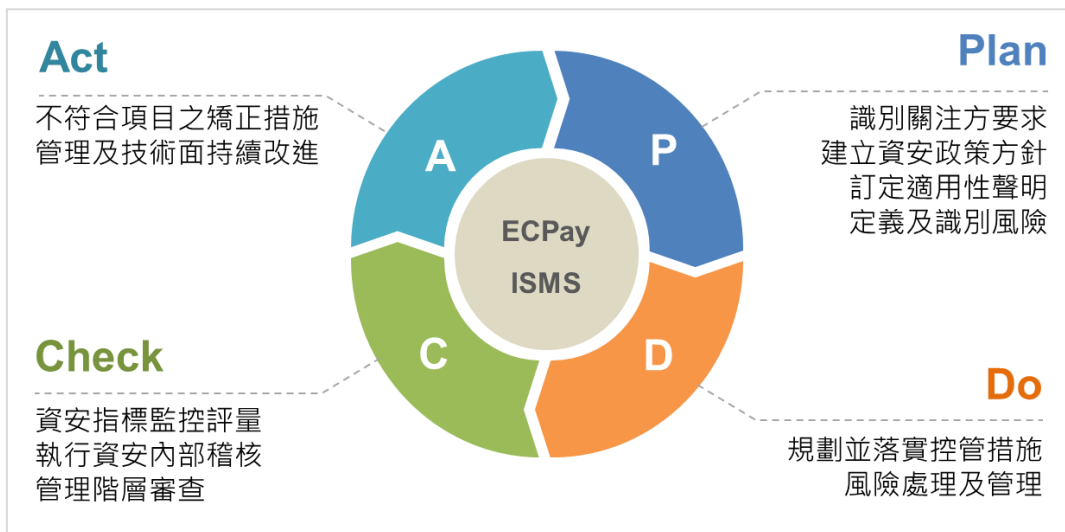 Act
不符合項目之矯正措施
管理及技術面持續改進
Plan
識別關注方要求
建立資安政策方針
訂定適用性聲明
定義及識別風險
A
P
ECPay
ISMS
C
D
Check
資安指標監控評量
執行資安內部稽核
管理階層審查
Do
規劃並落實控管措施
風險處理及管理